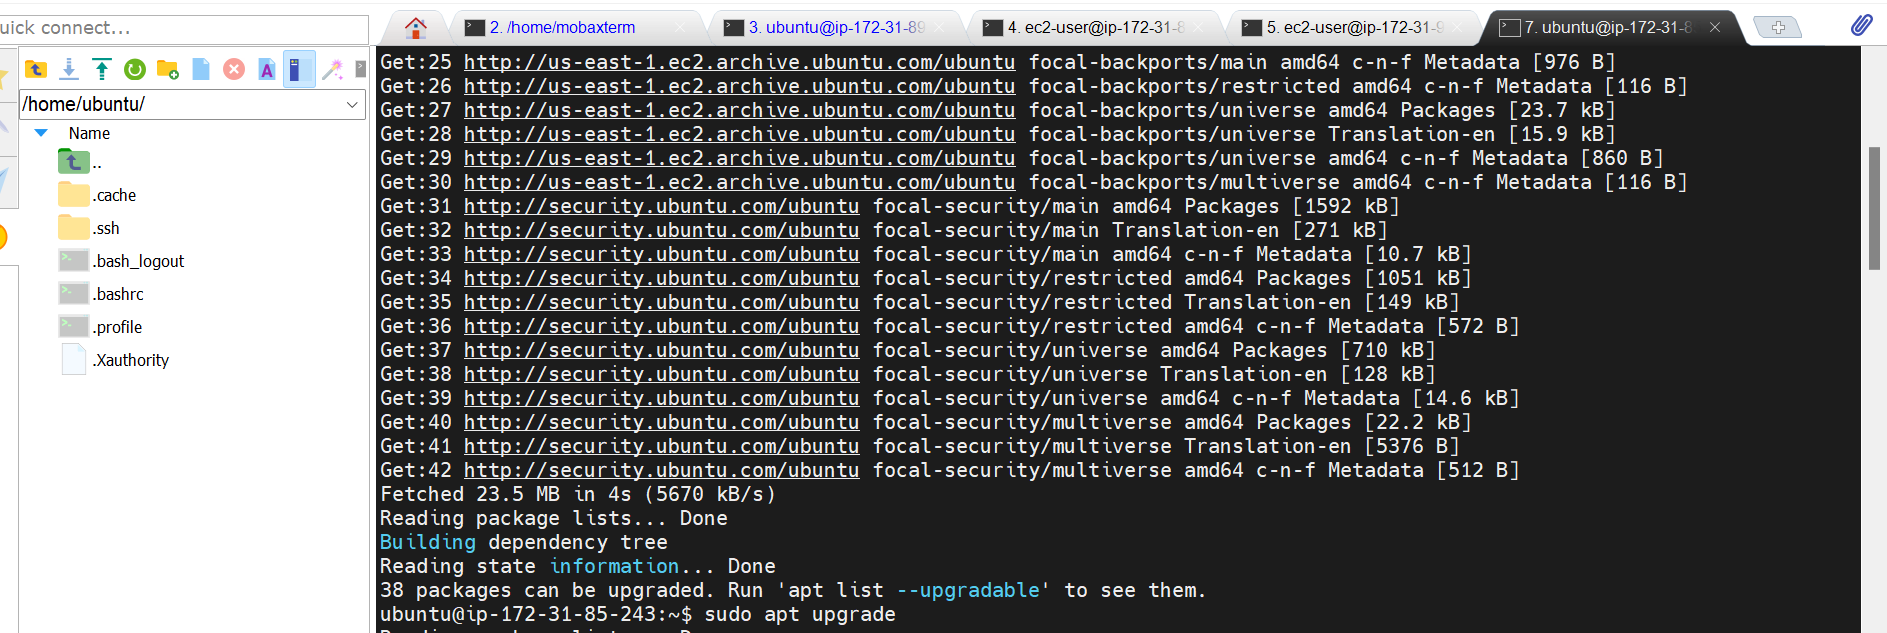 uick connect...
2. /home/mobaxterm
3. ubuntu@ip-172-31-89
4. ec2-user@ip-172-31-8
5. ec2-user@ip-172-31-9
7. ubuntu@ip-172-31-8
/home/ubuntu/
Name
..
.cache
.ssh
.bash_logout
.bashrc
.profile
.Xauthority
Get:25 http://us-east-1.ec2.archive.ubuntu.com/ubuntu focal-backports/main amd64 c-n-f Metadata [976 B]
Get:26 http://us-east-1.ec2.archive.ubuntu.com/ubuntu focal-backports/restricted amd64 c-n-f Metadata [116 B]
Get:27 http://us-east-1.ec2.archive.ubuntu.com/ubuntu focal-backports/universe amd64 Packages [23.7 kB]
Get:28 http://us-east-1.ec2.archive.ubuntu.com/ubuntu focal-backports/universe Translation-en [15.9 kB]
Get:29 http://us-east-1.ec2.archive.ubuntu.com/ubuntu focal-backports/universe amd64 c-n-f Metadata [860 B]
Get:30 http://us-east-1.ec2.archive.ubuntu.com/ubuntu focal-backports/multiverse amd64 c-n-f Metadata [116 B]
Get:31 http://security.ubuntu.com/ubuntu focal-security/main amd64 Packages [1592 kB]
Get:32 http://security.ubuntu.com/ubuntu focal-security/main Translation-en [271 kB]
Get:33 http://security.ubuntu.com/ubuntu focal-security/main amd64 c-n-f Metadata [10.7 kB]
Get:34 http://security.ubuntu.com/ubuntu focal-security/restricted amd64 Packages [1051 kB]
Get:35 http://security.ubuntu.com/ubuntu focal-security/restricted Translation-en [149 kB]
Get:36 http://security.ubuntu.com/ubuntu focal-security/restricted amd64 c-n-f Metadata [572 B]
Get:37 http://security.ubuntu.com/ubuntu focal-security/universe amd64 Packages [710 kB]
Get:38 http://security.ubuntu.com/ubuntu focal-security/universe Translation-en [128 kB]
Get:39 http://security.ubuntu.com/ubuntu focal-security/universe amd64 c-n-f Metadata [14.6 kB]
Get:40 http://security.ubuntu.com/ubuntu focal-security/multiverse amd64 Packages [22.2 kB]
Get:41 http://security.ubuntu.com/ubuntu focal-security/multiverse Translation-en [5376 B]
Get:42 http://security.ubuntu.com/ubuntu focal-security/multiverse amd64 c-n-f Metadata [512 B]
Fetched 23.5 MB in 4s (5670 kB/s)
Reading package lists... Done
Building dependency tree
Reading state information... Done
38 packages can be upgraded. Run 'apt list --upgradable' to see them.
ubuntu@ip-172-31-85-243:~$ sudo apt upgrade